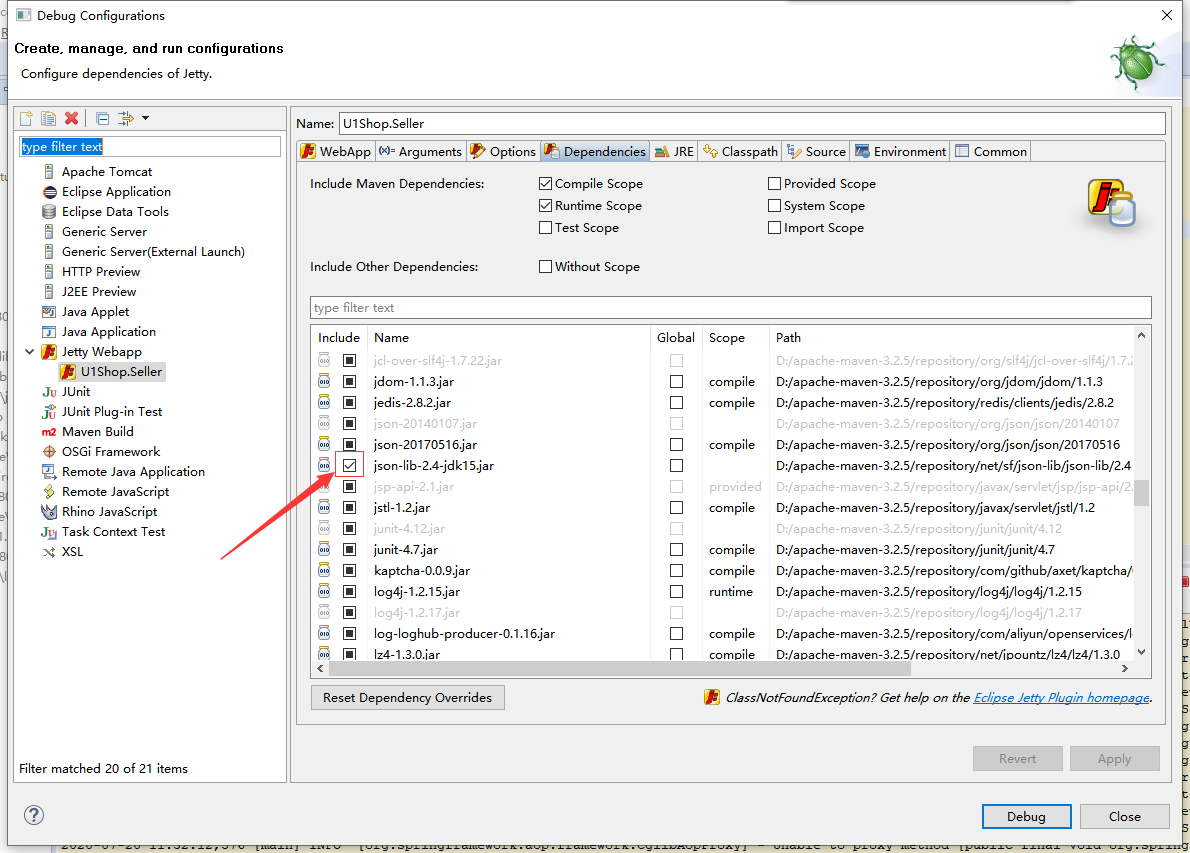 Debug Configurations
Create, manage, and run configurations
Configure dependencies of Jetty.
type filter text
Apache Tomcat
Eclipse Application
Eclipse Data Tools
Generic Server
Generic Server(External Launch)
HTTP Preview
J2EE Preview
Java Applet
Java Application
Jetty Webapp
U1Shop.Seller
JUnit
JUnit Plug-in Test
Maven Build
OSGi Framework
Remote Java Application
Remote JavaScript
Rhino JavaScript
Task Context Test
XSL
Filter matched 20 of 21 items
Name: U1Shop.Seller
WebApp Arguments Options Dependencies JRE Classpath Source Environment Common
Include Maven Dependencies: Compile Scope Provided Scope
Runtime Scope System Scope
Test Scope Import Scope
Include Other Dependencies: Without Scope
type filter text
Include Name Global Scope Path
jcl-over-slf4j-1.7.22.jar D:/apache-maven-3.2.5/repository/org/slf4j/jcl-over-slf4j/1.7.2
jdom-1.1.3.jar compile D:/apache-maven-3.2.5/repository/org/jdom/jdom/1.1.3
jedis-2.8.2.jar compile D:/apache-maven-3.2.5/repository/redis/clients/jedis/2.8.2
json-20140107.jar D:/apache-maven-3.2.5/repository/org/json/json/20140107
json-20170516.jar compile D:/apache-maven-3.2.5/repository/org/json/json/20170516
json-lib-2.4-jdk15.jar D:/apache-maven-3.2.5/repository/net/sf/json-lib/json-lib/2.4
jsp-api-2.1.jar provided D:/apache-maven-3.2.5/repository/javax/servlet/jsp/jsp-api/2.
jstl-1.2.jar compile D:/apache-maven-3.2.5/repository/javax/servlet/jstl/1.2
junit-4.12.jar D:/apache-maven-3.2.5/repository/junit/junit/4.12
junit-4.7.jar compile D:/apache-maven-3.2.5/repository/junit/junit/4.7
kaptcha-0.0.9.jar compile D:/apache-maven-3.2.5/repository/com/github/axet/kaptcha/
log4j-1.2.15.jar runtime D:/apache-maven-3.2.5/repository/log4j/log4j/1.2.15
log4j-1.2.17.jar D:/apache-maven-3.2.5/repository/log4j/log4j/1.2.17
log-loghub-producer-0.1.16.jar compile D:/apache-maven-3.2.5/repository/com/aliyun/openservices/l
lz4-1.3.0.jar compile D:/apache-maven-3.2.5/repository/net/jpountz/lz4/lz4/1.3.0
Reset Dependency Overrides
ClassNotFoundException? Get help on the Eclipse Jetty Plugin homepage.
Revert Apply
Debug Close